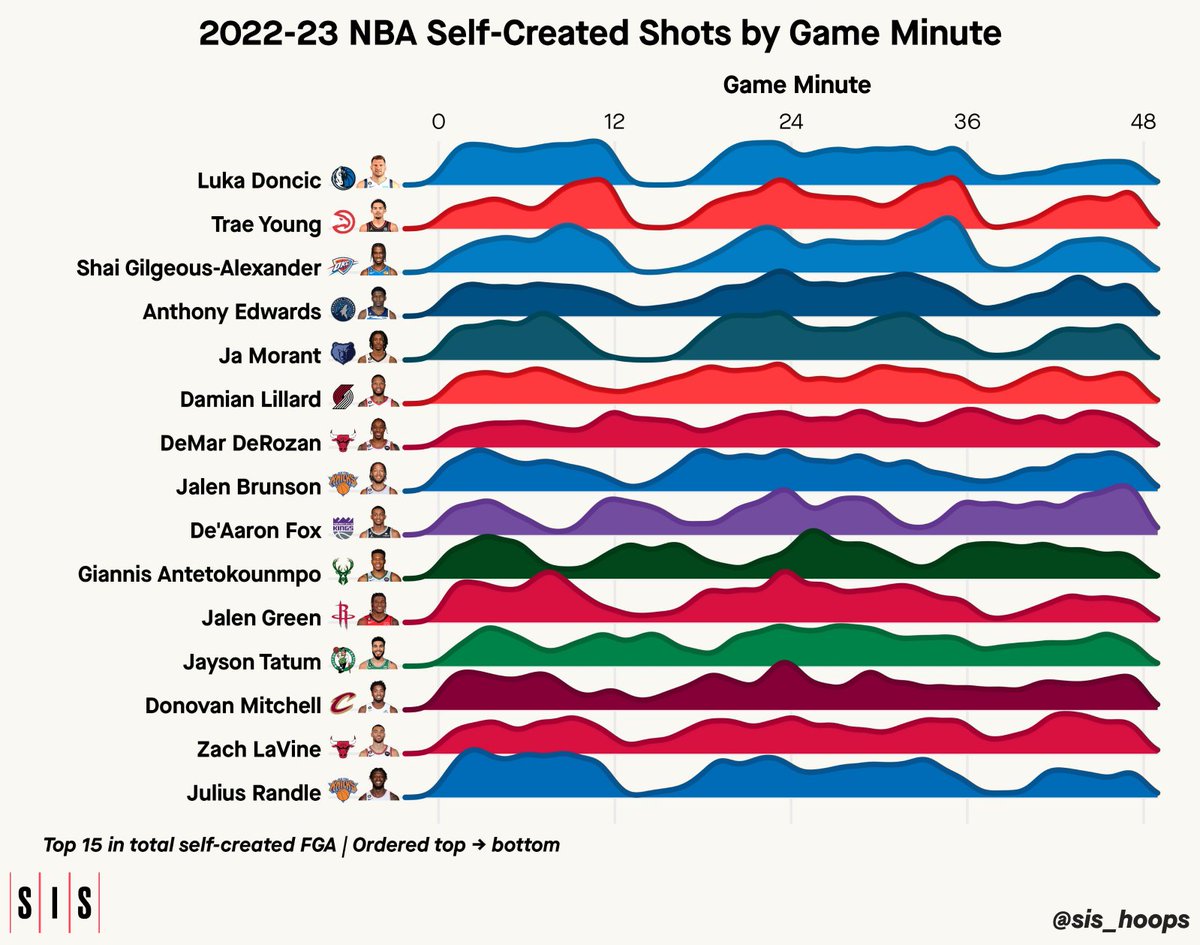 2022-23 NBA Self-Created Shots by Game Minute
Game Minute
0 12 24 36 48
Luka Doncic
Trae Young
Shai Gilgeous-Alexander
Anthony Edwards
Ja Morant
Damian Lillard
DeMar DeRozan
Jalen Brunson
De'Aaron Fox
KINGS
Giannis Antetokounmpo
Jalen Green
Jayson Tatum
Donovan Mitchell
Zach LaVine
Julius Randle
Top 15 in total self-created FGA | Ordered top → bottom
SIS
@sis_hoops